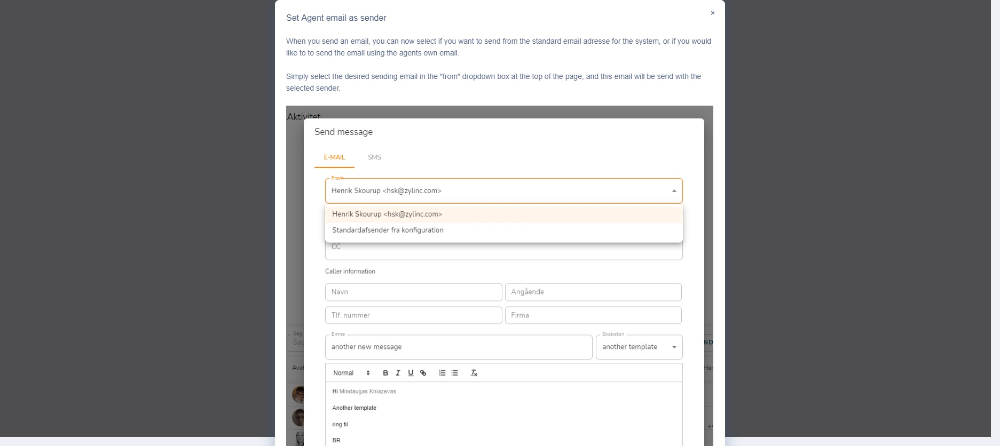 Set Agent email as sender
×
When you send an email, you can now select if you want to send from the standard email adresse for the system, or if you would
like to to send the email using the agents own email.
Simply select the desired sending email in the "from" dropdown box at the top of the page, and this email will be send with the
selected sender.
Aktivitet
Send message
E-MAIL SMS
From
Henrik Skourup <hsk@zylinc.com>
Henrik Skourup <hsk@zylinc.com>
Standardafsender fra konfiguration
CC
Caller information
Navn Angående
Tlf. nummer Firma
Søg Emne Skabelon
Søg another new message another template
Normal B I U
Hi Mindaugas Kniazevas
Another template
ring til
BR